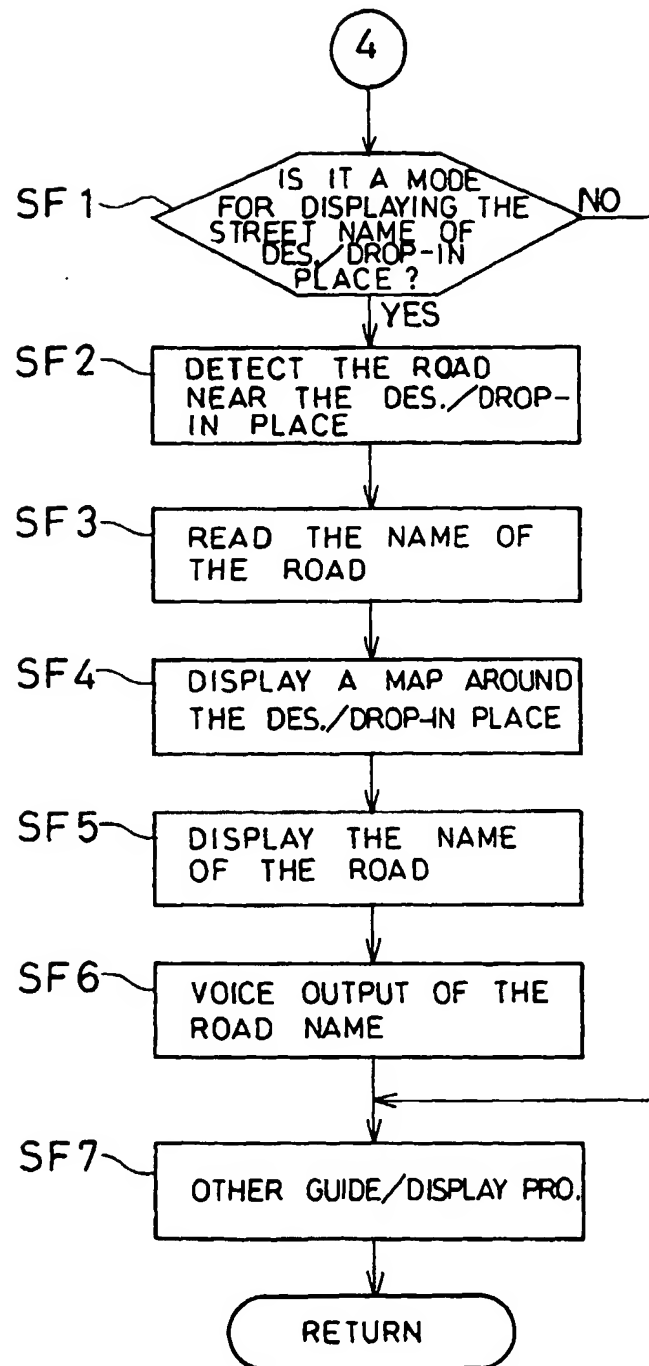 4
SF1
IS IT A MODE
FOR DISPLAYING THE
STREET NAME OF
DES./DROP-IN
PLACE?
NO
YES
SF2
DETECT THE ROAD
NEAR THE DES./DROP-
IN PLACE
SF3
READ THE NAME OF
THE ROAD
SF4
DISPLAY A MAP AROUND
THE DES./DROP-IN PLACE
SF5
DISPLAY THE NAME
OF THE ROAD
SF6
VOICE OUTPUT OF THE
ROAD NAME
SF7
OTHER GUIDE/DISPLAY PRO.
RETURN